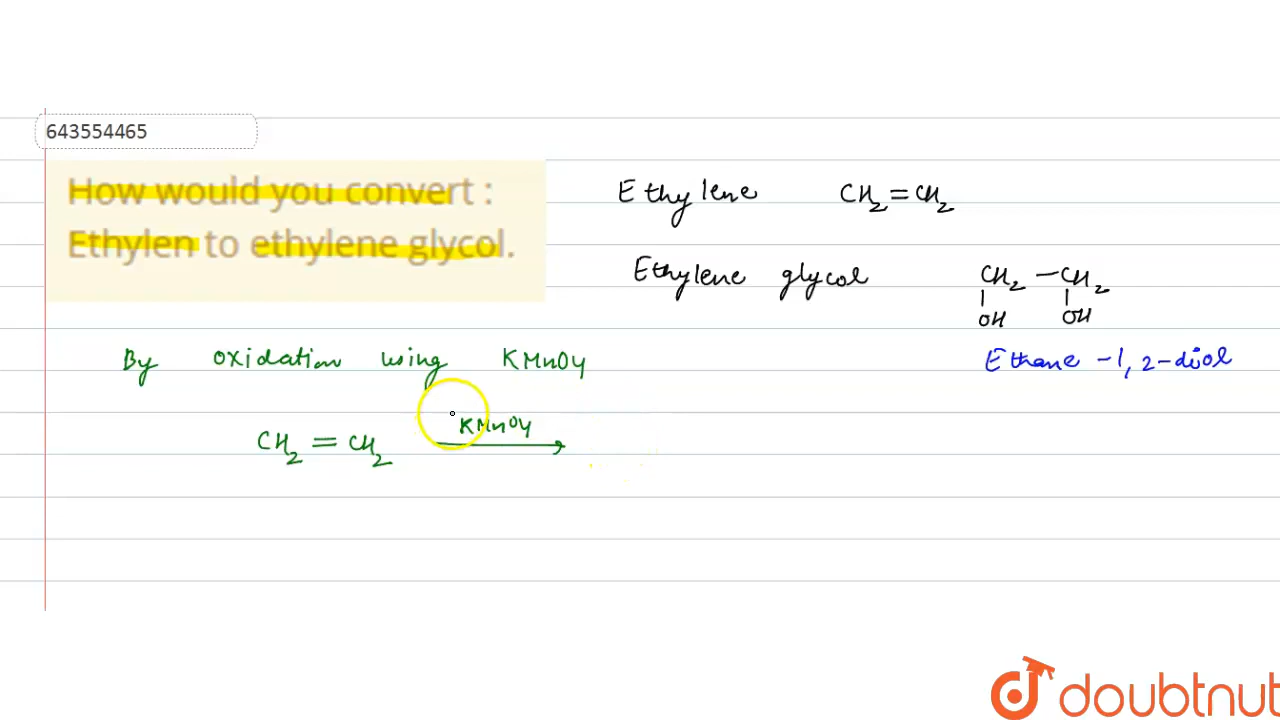 643554465
How would you convert :
Ethylen to ethylene glycol.
Ethylene CH2=CH2
Ethylene glycol CH2-CH2
OH OH
Ethane -1, 2-diol
By oxidation using KMnO4
CH2=CH2 KMnO4 →
doubtnut